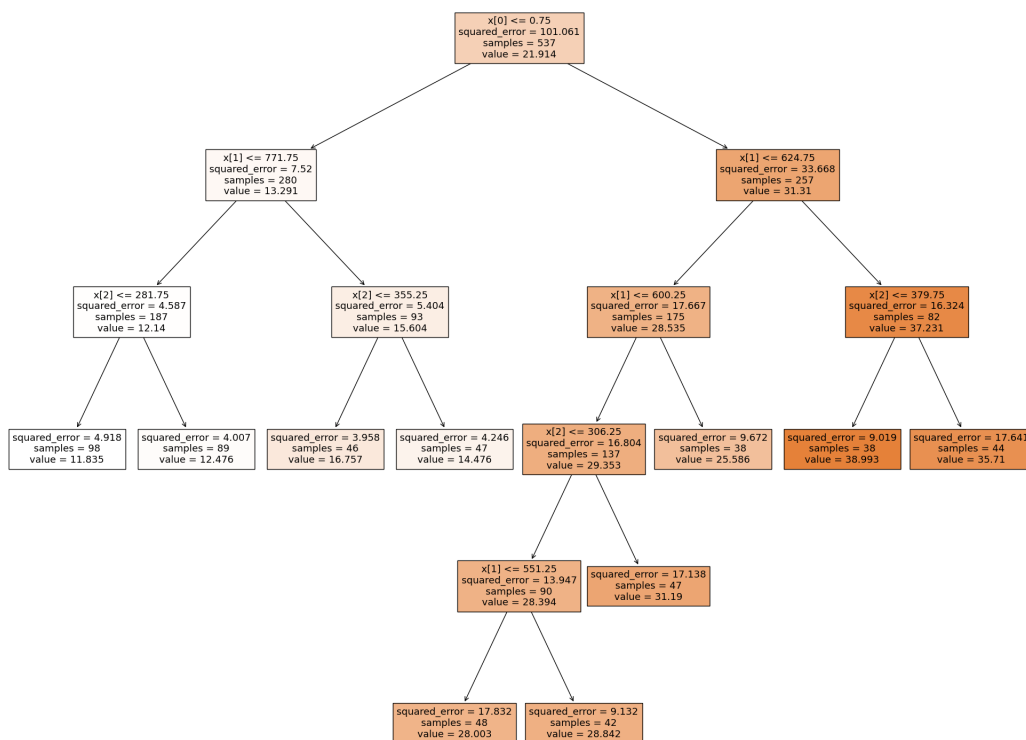 x[0] <= 0.75
squared_error = 101.061
samples = 537
value = 21.914
x[1] <= 771.75
squared_error = 7.52
samples = 280
value = 13.291
x[1] <= 624.75
squared_error = 33.668
samples = 257
value = 31.31
x[2] <= 281.75
squared_error = 4.587
samples = 187
value = 12.14
x[2] <= 355.25
squared_error = 5.404
samples = 93
value = 15.604
x[1] <= 600.25
squared_error = 17.667
samples = 175
value = 28.535
x[2] <= 379.75
squared_error = 16.324
samples = 82
value = 37.231
squared_error = 4.918
samples = 98
value = 11.835
squared_error = 4.007
samples = 89
value = 12.476
squared_error = 3.958
samples = 46
value = 16.757
squared_error = 4.246
samples = 47
value = 14.476
x[2] <= 306.25
squared_error = 16.804
samples = 137
value = 29.353
squared_error = 9.672
samples = 38
value = 25.586
squared_error = 9.019
samples = 38
value = 38.993
squared_error = 17.641
samples = 44
value = 35.71
x[1] <= 551.25
squared_error = 13.947
samples = 90
value = 28.394
squared_error = 17.138
samples = 47
value = 31.19
squared_error = 17.832
samples = 48
value = 28.003
squared_error = 9.132
samples = 42
value = 28.842